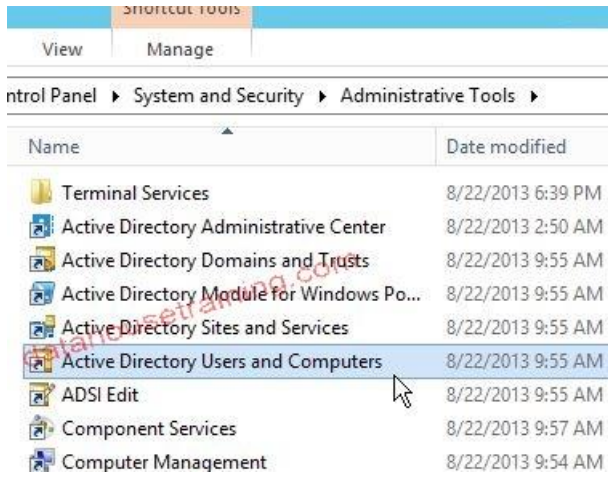 Shortcut Tools
View Manage
ntrol Panel ▸ System and Security ▸ Administrative Tools ▸
Name Date modified
Terminal Services 8/22/2013 6:39 PM
Active Directory Administrative Center 8/22/2013 2:50 AM
Active Directory Domains and Trusts 8/22/2013 9:55 AM
Active Directory Module for Windows Po... 8/22/2013 9:55 AM
Active Directory Sites and Services 8/22/2013 9:55 AM
Active Directory Users and Computers 8/22/2013 9:55 AM
ADSI Edit 8/22/2013 9:55 AM
Component Services 8/22/2013 9:57 AM
Computer Management 8/22/2013 9:54 AM
datahousetraining.com